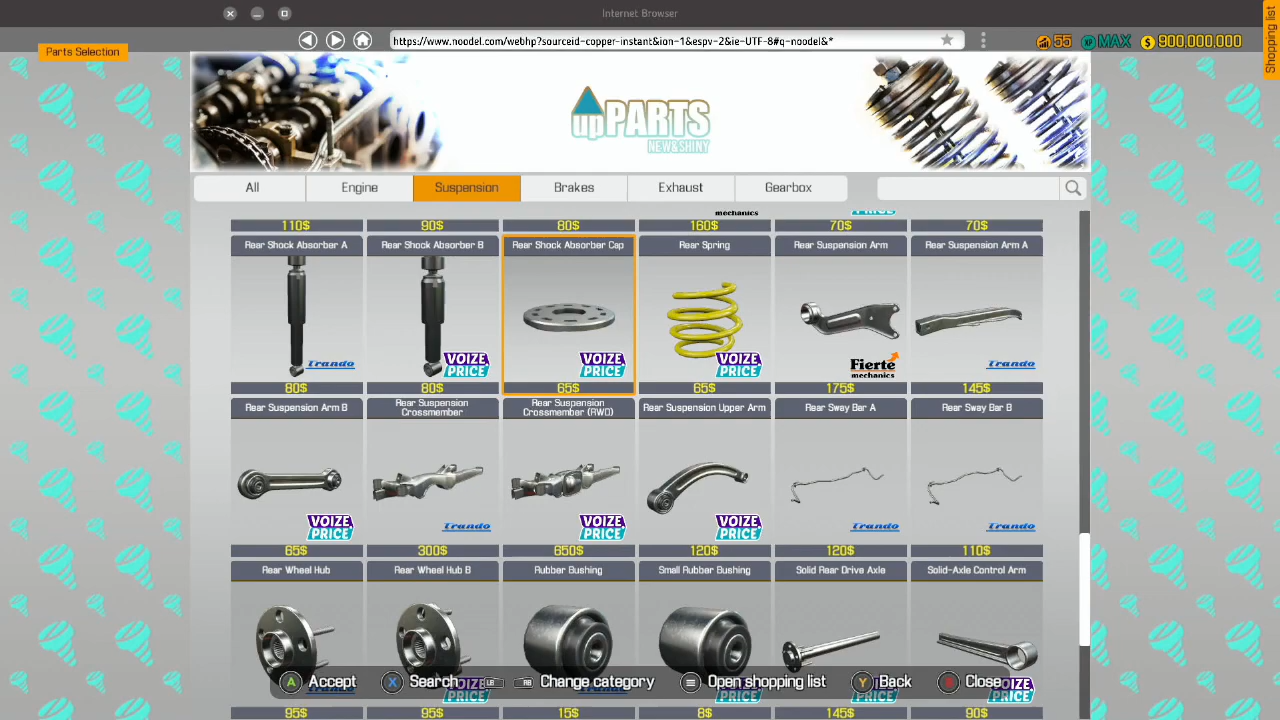 Internet Browser
Shopping list
Parts Selection
https://www.noodel.com/webhp?sourceid-copper-instant&ion-1&espv-2&ie-UTF-8#q-noodel&*
55 XP MAX $ 900,000,000
upPARTS
NEW&SHINY
All Engine Suspension Brakes Exhaust Gearbox
mechanics PRICE
110$ 90$ 80$ 160$ 70$ 70$
Rear Shock Absorber A Rear Shock Absorber B Rear Shock Absorber Cap Rear Spring Rear Suspension Arm Rear Suspension Arm A
Trando VOIZE PRICE VOIZE PRICE VOIZE PRICE Fierte mechanics Trando
80$ 80$ 65$ 65$ 175$ 145$
Rear Suspension Arm B Rear Suspension Crossmember Rear Suspension Crossmember (RWD) Rear Suspension Upper Arm Rear Sway Bar A Rear Sway Bar B
VOIZE PRICE Trando VOIZE PRICE VOIZE PRICE Trando Trando
65$ 300$ 650$ 120$ 120$ 110$
Rear Wheel Hub Rear Wheel Hub B Rubber Bushing Small Rubber Bushing Solid Rear Drive Axle Solid-Axle Control Arm
A Accept X Search LB RB Change category Open shopping list Y Back B Close
VOIZE PRICE
95$ 95$ 15$ 8$ 145$ 90$